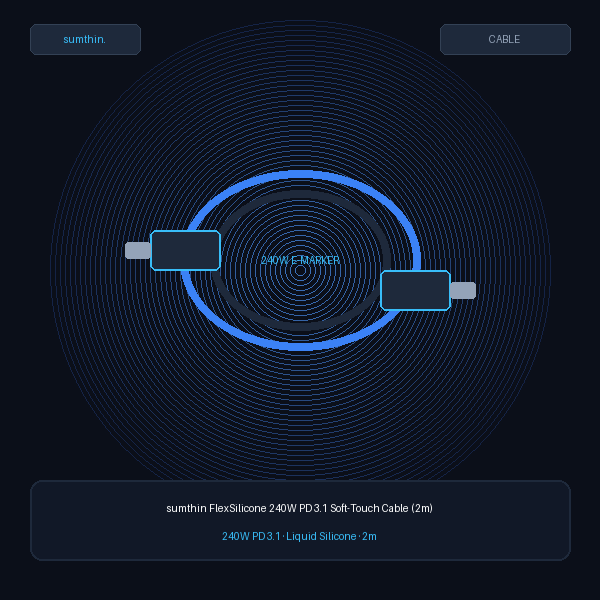 sumthin.
CABLE
240W E-MARKER
sumthin FlexSilicone 240W PD3.1 Soft-Touch Cable (2m)
240W PD3.1 · Liquid Silicone · 2m